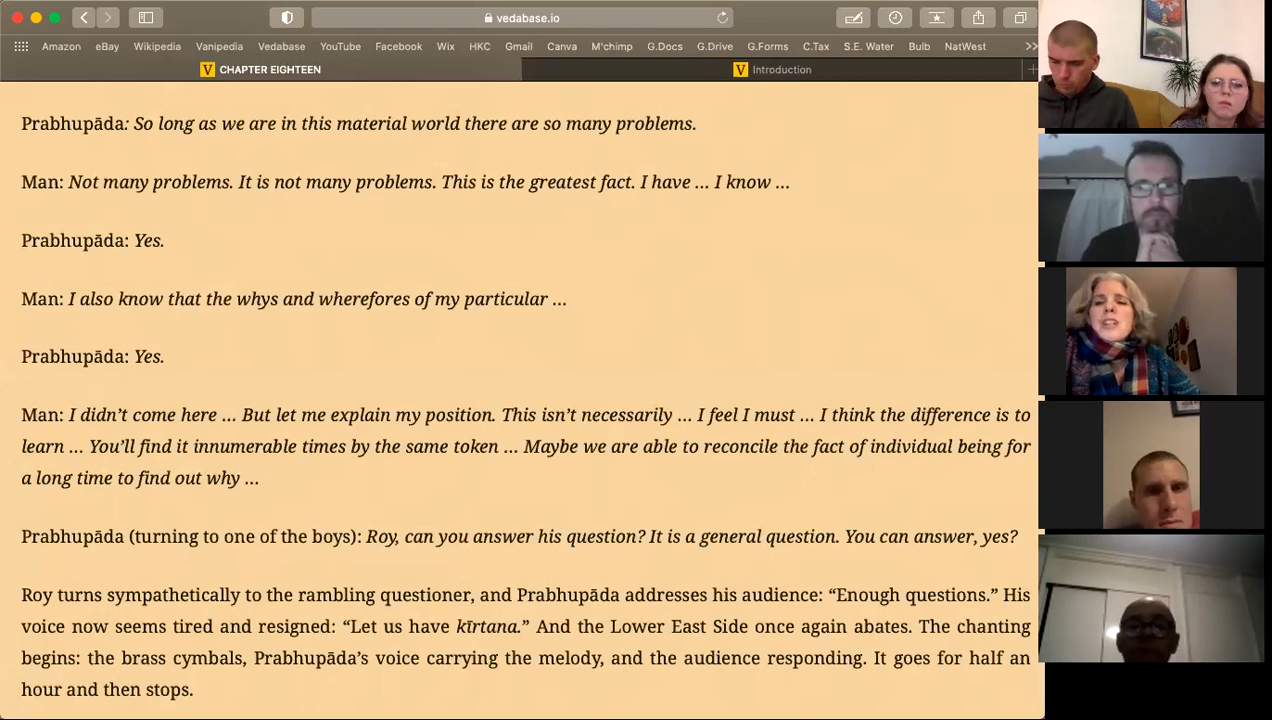 vedabase.io
Amazon eBay Wikipedia Vanipedia Vedabase YouTube Facebook Wix HKC Gmail Canva M'chimp G.Docs G.Drive G.Forms C.Tax S.E. Water Bulb NatWest >>
V CHAPTER EIGHTEEN V Introduction +
Prabhupāda: So long as we are in this material world there are so many problems.
Man: Not many problems. It is not many problems. This is the greatest fact. I have … I know …
Prabhupāda: Yes.
Man: I also know that the whys and wherefores of my particular …
Prabhupāda: Yes.
Man: I didn’t come here … But let me explain my position. This isn’t necessarily … I feel I must … I think the difference is to
learn … You’ll find it innumerable times by the same token … Maybe we are able to reconcile the fact of individual being for
a long time to find out why …
Prabhupāda (turning to one of the boys): Roy, can you answer his question? It is a general question. You can answer, yes?
Roy turns sympathetically to the rambling questioner, and Prabhupāda addresses his audience: “Enough questions.” His
voice now seems tired and resigned: “Let us have kīrtana.” And the Lower East Side once again abates. The chanting
begins: the brass cymbals, Prabhupāda’s voice carrying the melody, and the audience responding. It goes for half an
hour and then stops.